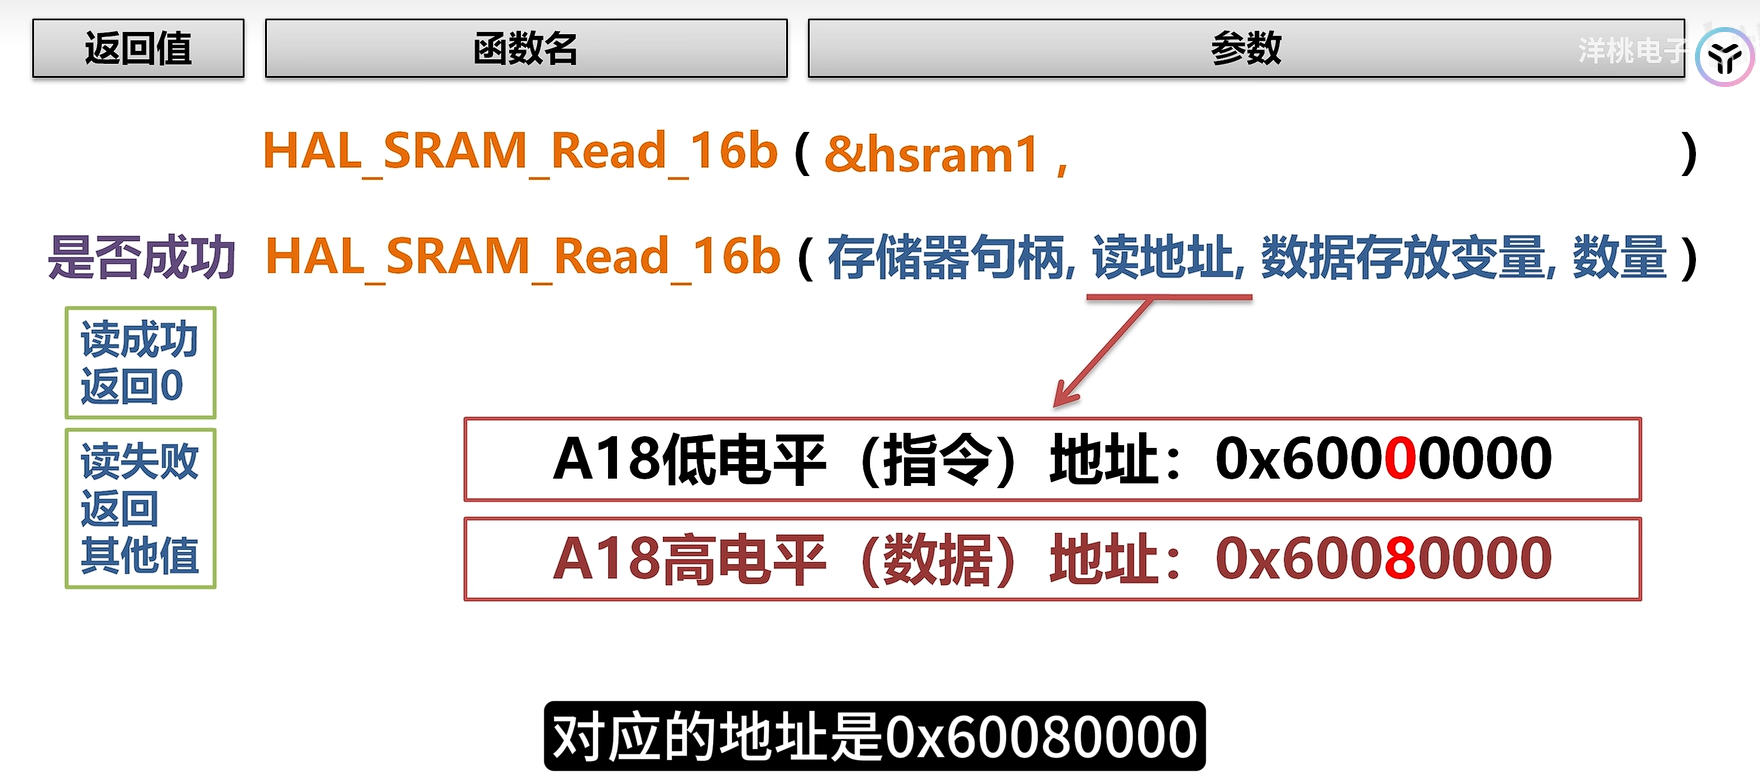 返回值 函数名 参数
洋桃电子
HAL_SRAM_Read_16b ( &hsram1 , )
是否成功 HAL_SRAM_Read_16b ( 存储器句柄, 读地址, 数据存放变量, 数量 )
读成功
返回0
读失败
返回
其他值
A18低电平（指令）地址：0x60000000
A18高电平（数据）地址：0x60080000
对应的地址是0x60080000